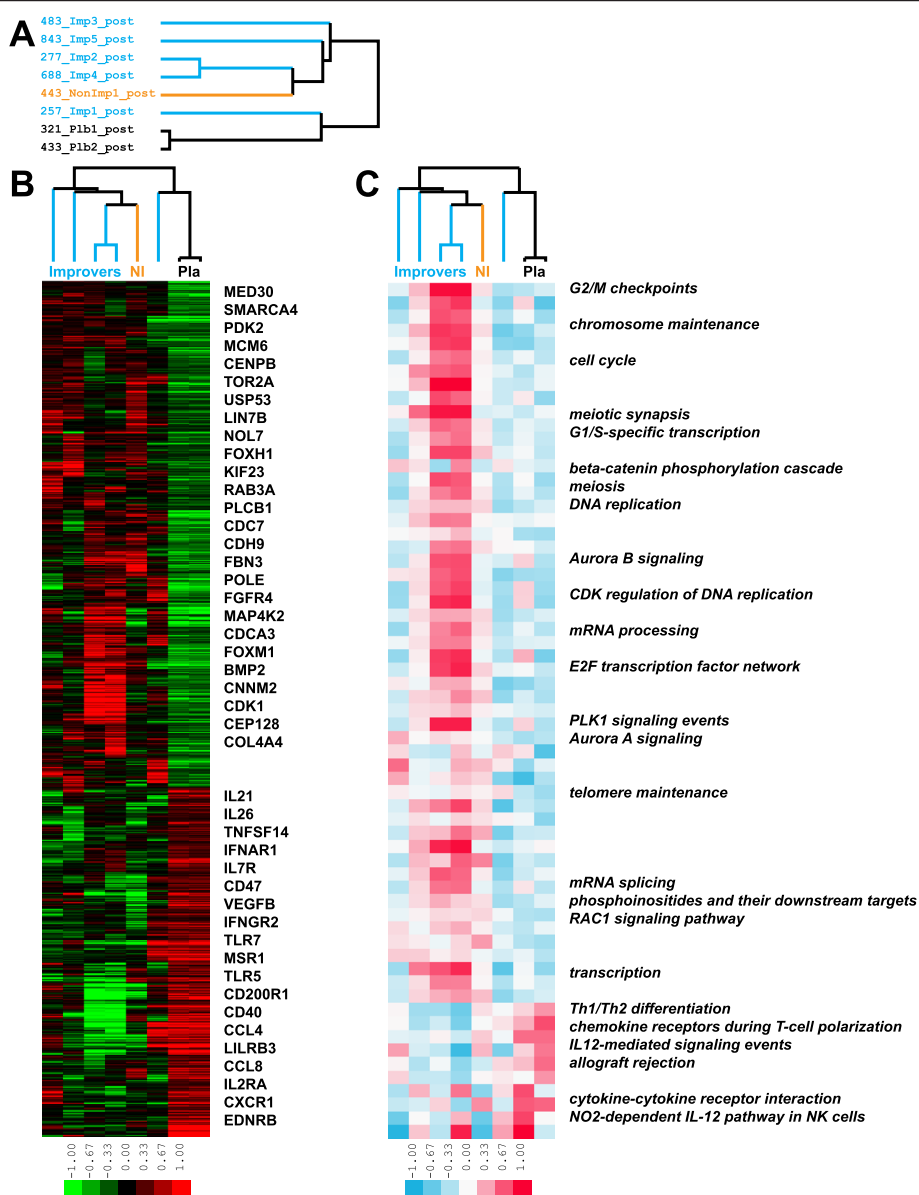 A
483_Imp3_post
843_Imp5_post
277_Imp2_post
688_Imp4_post
443_NonImp1_post
257_Imp1_post
321_Plb1_post
433_Plb2_post
B
Improvers NI Pla
MED30
SMARCA4
PDK2
MCM6
CENPB
TOR2A
USP53
LIN7B
NOL7
FOXH1
KIF23
RAB3A
PLCB1
CDC7
CDH9
FBN3
POLE
FGFR4
MAP4K2
CDCA3
FOXM1
BMP2
CNNM2
CDK1
CEP128
COL4A4
IL21
IL26
TNFSF14
IFNAR1
IL7R
CD47
VEGFB
IFNGR2
TLR7
MSR1
TLR5
CD200R1
CD40
CCL4
LILRB3
CCL8
IL2RA
CXCR1
EDNRB
-1.00
-0.67
-0.33
0.00
0.33
0.67
1.00
C
Improvers NI Pla
G2/M checkpoints
chromosome maintenance
cell cycle
meiotic synapsis
G1/S-specific transcription
beta-catenin phosphorylation cascade
meiosis
DNA replication
Aurora B signaling
CDK regulation of DNA replication
mRNA processing
E2F transcription factor network
PLK1 signaling events
Aurora A signaling
telomere maintenance
mRNA splicing
phosphoinositides and their downstream targets
RAC1 signaling pathway
transcription
Th1/Th2 differentiation
chemokine receptors during T-cell polarization
IL12-mediated signaling events
allograft rejection
cytokine-cytokine receptor interaction
NO2-dependent IL-12 pathway in NK cells
-1.00
-0.67
-0.33
0.00
0.33
0.67
1.00